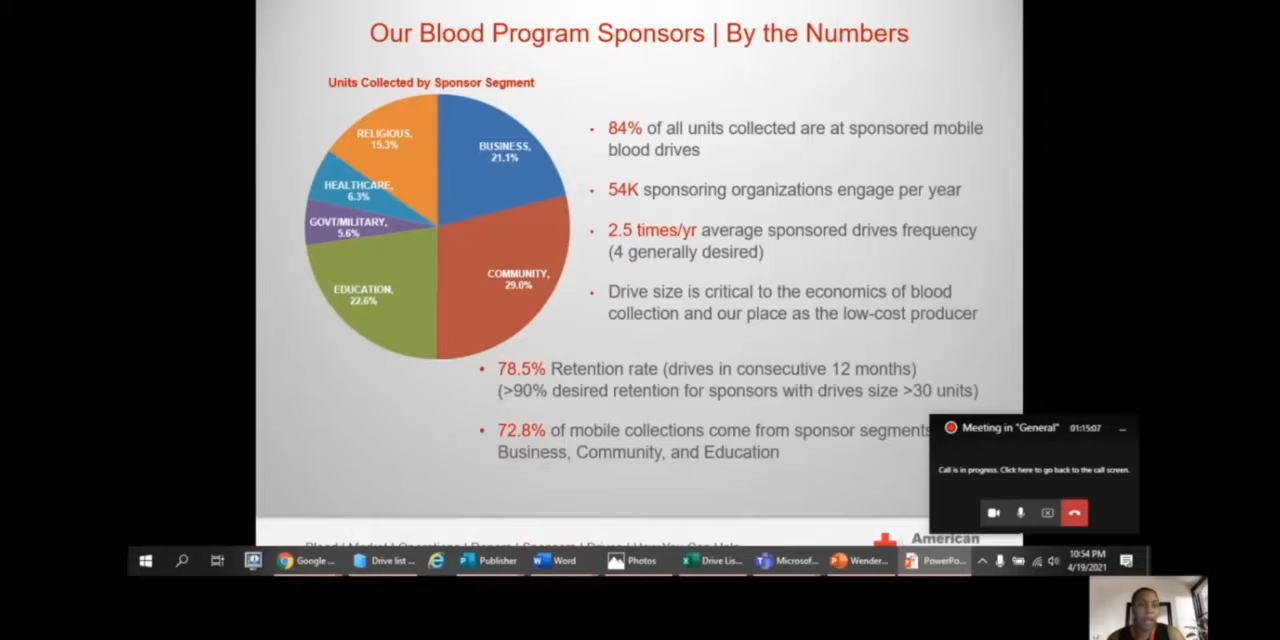 Our Blood Program Sponsors | By the Numbers
Units Collected by Sponsor Segment
RELIGIOUS,
15.3%
BUSINESS,
21.1%
HEALTHCARE,
6.3%
GOVT/MILITARY,
5.6%
COMMUNITY,
29.0%
EDUCATION,
22.6%
• 84% of all units collected are at sponsored mobile
blood drives
• 54K sponsoring organizations engage per year
• 2.5 times/yr average sponsored drives frequency
(4 generally desired)
• Drive size is critical to the economics of blood
collection and our place as the low-cost producer
• 78.5% Retention rate (drives in consecutive 12 months)
(>90% desired retention for sponsors with drives size >30 units)
• 72.8% of mobile collections come from sponsor segments
Business, Community, and Education
Meeting in "General" 01:15:07
Call is in progress. Click here to go back to the call screen.
American
Google ...
Drive list ...
Publisher
Word
Photos
Drive Lis...
Microsof...
Wender...
PowerPo...
10:54 PM
4/19/2021